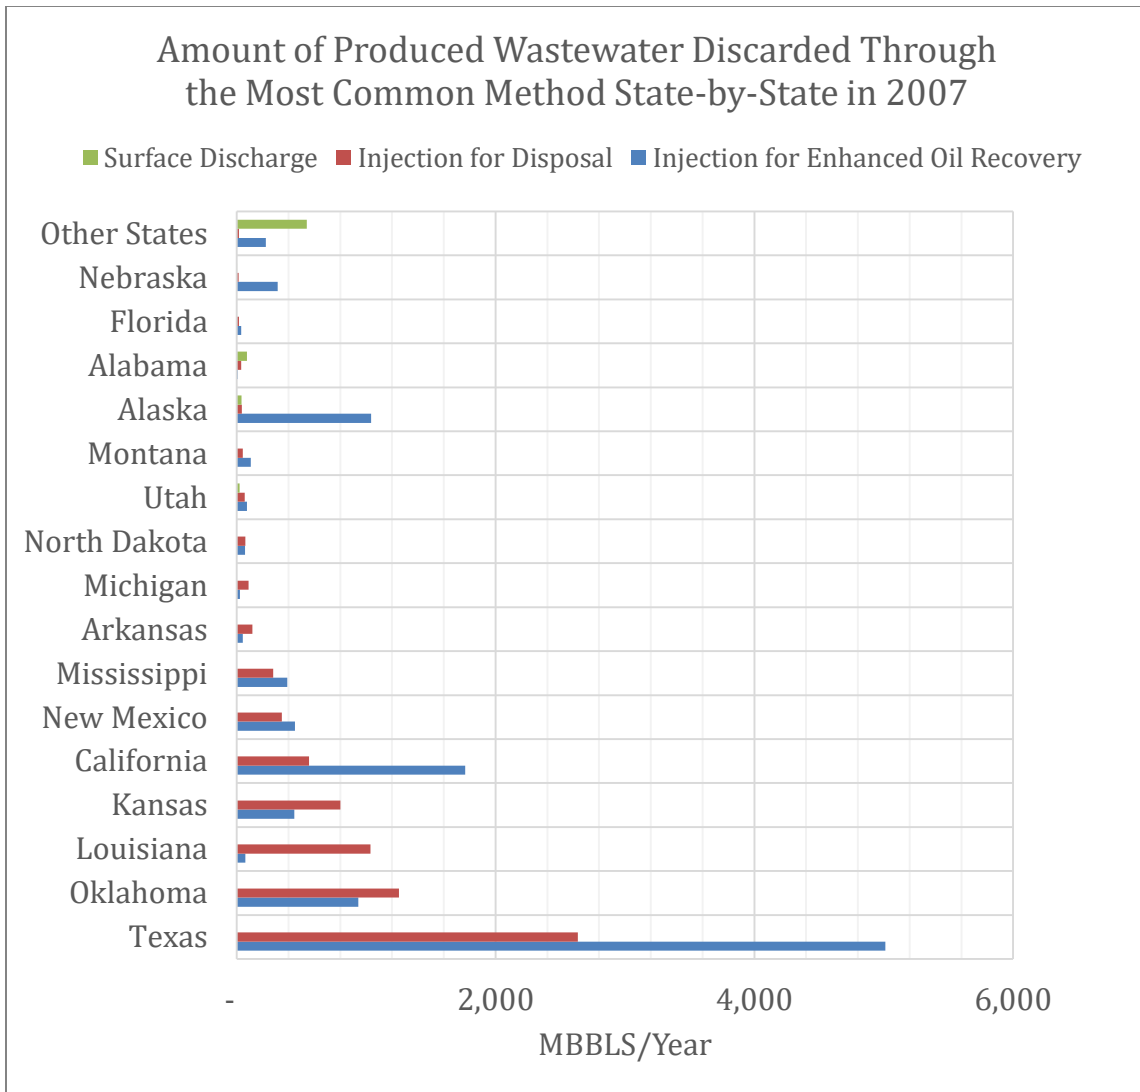 Amount of Produced Wastewater Discarded Through
the Most Common Method State-by-State in 2007
Surface Discharge Injection for Disposal Injection for Enhanced Oil Recovery
Other States
Nebraska
Florida
Alabama
Alaska
Montana
Utah
North Dakota
Michigan
Arkansas
Mississippi
New Mexico
California
Kansas
Louisiana
Oklahoma
Texas
- 2,000 4,000 6,000
MBBLS/Year